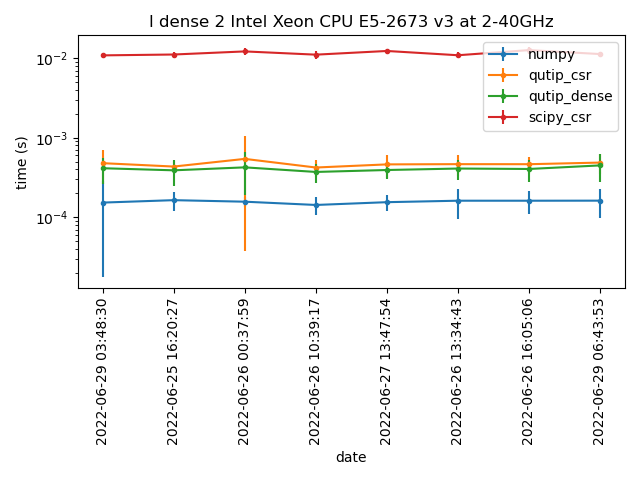 I dense 2 Intel Xeon CPU E5-2673 v3 at 2-40GHz
numpy
qutip_csr
qutip_dense
scipy_csr
time (s)
10⁻²
10⁻³
10⁻⁴
2022-06-29 03:48:30
2022-06-25 16:20:27
2022-06-26 00:37:59
2022-06-26 10:39:17
2022-06-27 13:47:54
2022-06-26 13:34:43
2022-06-26 16:05:06
2022-06-29 06:43:53
date